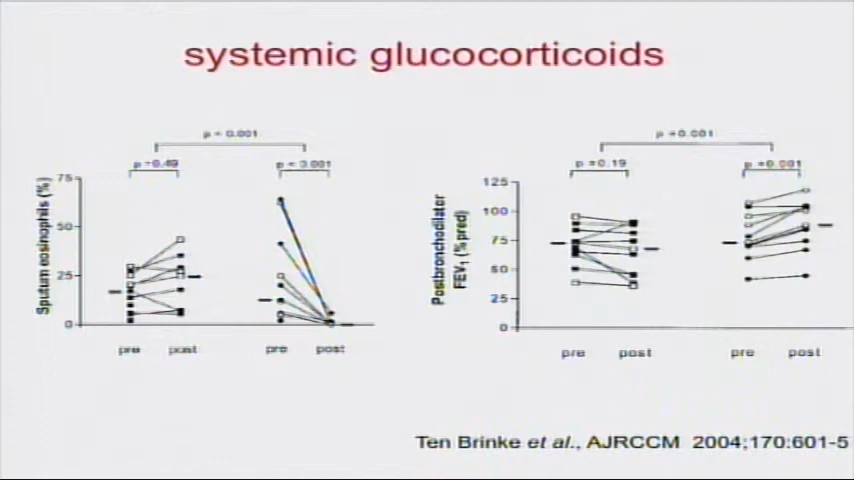 systemic glucocorticoids
p < 0.001
p =0.49
p < 0.001
75
50
25
0
Sputum eosinophils (%)
pre
post
pre
post
p =0.001
p =0.19
p =0.001
125
100
75
50
25
0
Postbronchodilator
FEV1 (%pred)
pre
post
pre
post
Ten Brinke et al., AJRCCM 2004;170:601-5